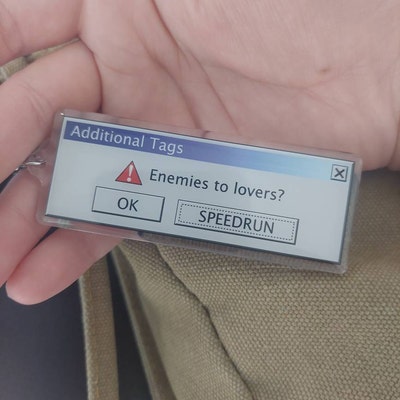 Additional Tags
Enemies to lovers?
OK
SPEEDRUN